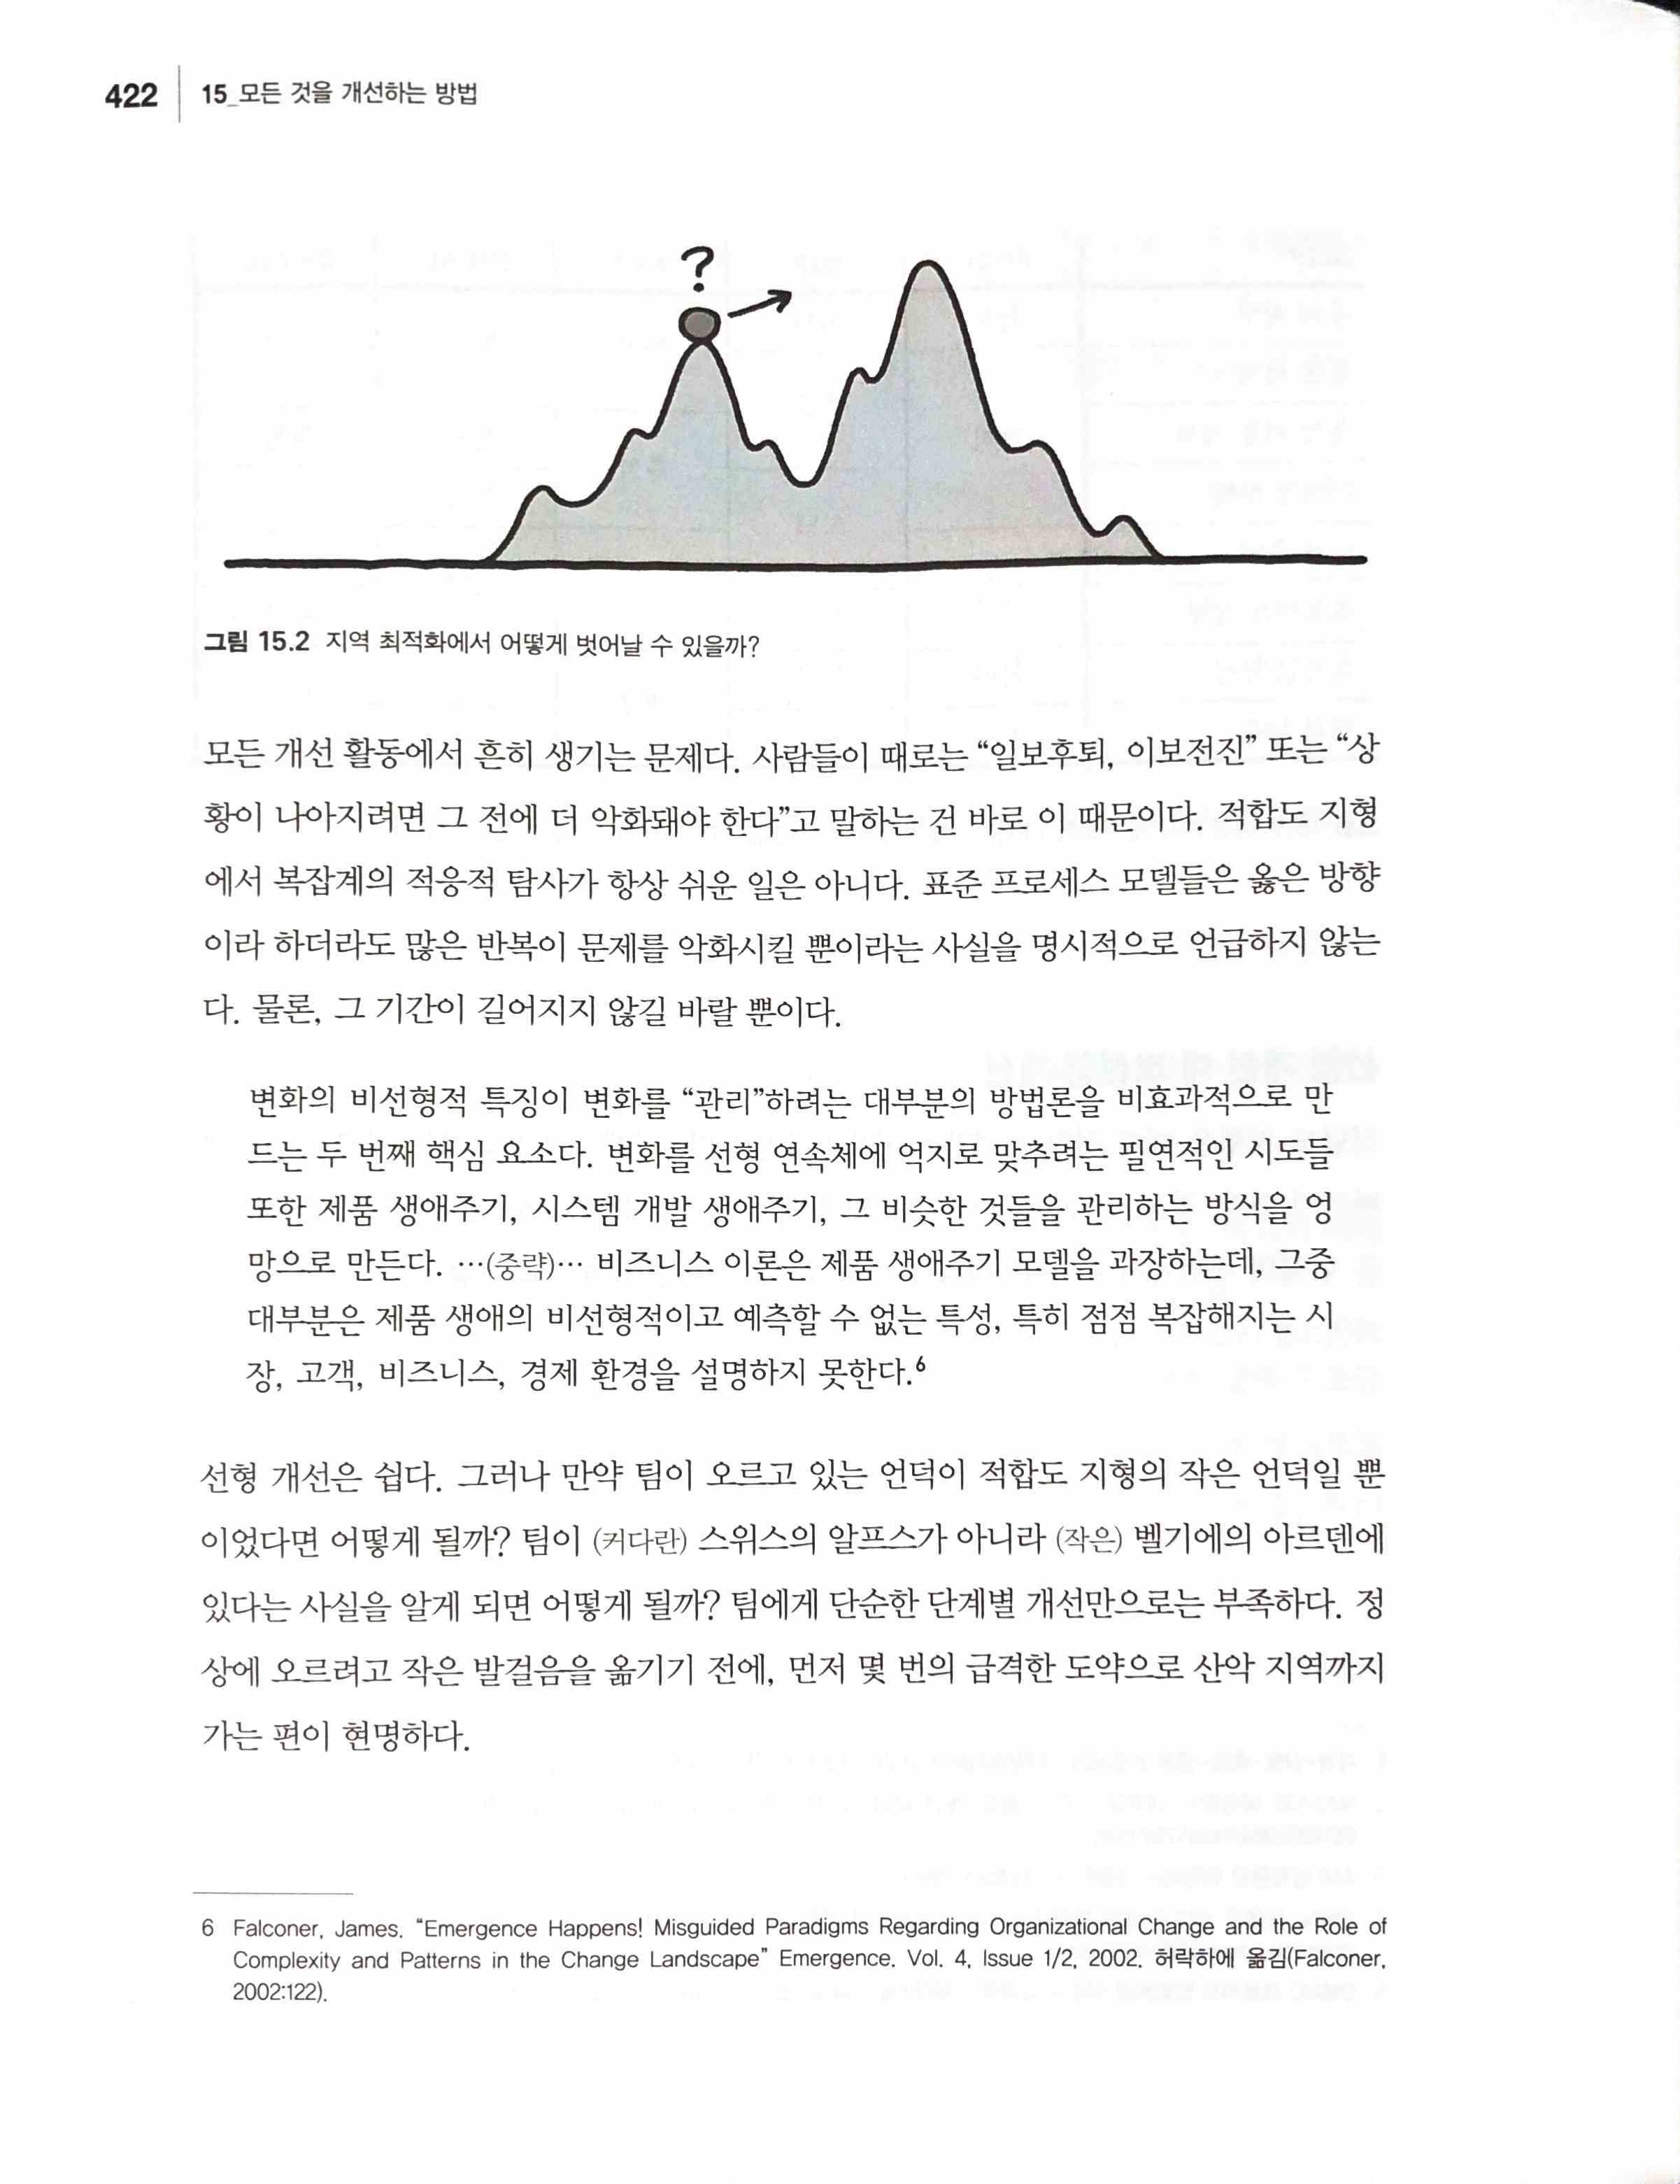 422 15_모든 것을 개선하는 방법
?
그림 15.2 지역 최적화에서 어떻게 벗어날 수 있을까?
모든 개선 활동에서 흔히 생기는 문제다. 사람들이 때로는 “일보후퇴, 이보전진” 또는 “상
황이 나아지려면 그 전에 더 악화돼야 한다”고 말하는 건 바로 이 때문이다. 적합도 지형
에서 복잡계의 적응적 탐사가 항상 쉬운 일은 아니다. 표준 프로세스 모델들은 옳은 방향
이라 하더라도 많은 반복이 문제를 악화시킬 뿐이라는 사실을 명시적으로 언급하지 않는
다. 물론, 그 기간이 길어지지 않길 바랄 뿐이다.
변화의 비선형적 특징이 변화를 “관리”하려는 대부분의 방법론을 비효과적으로 만
드는 두 번째 핵심 요소다. 변화를 선형 연속체에 억지로 맞추려는 필연적인 시도들
또한 제품 생애주기, 시스템 개발 생애주기, 그 비슷한 것들을 관리하는 방식을 엉
망으로 만든다. …(중략)… 비즈니스 이론은 제품 생애주기 모델을 과장하는데, 그중
대부분은 제품 생애의 비선형적이고 예측할 수 없는 특성, 특히 점점 복잡해지는 시
장, 고객, 비즈니스, 경제 환경을 설명하지 못한다.6
선형 개선은 쉽다. 그러나 만약 팀이 오르고 있는 언덕이 적합도 지형의 작은 언덕일 뿐
이었다면 어떻게 될까? 팀이 (커다란) 스위스의 알프스가 아니라 (작은) 벨기에의 아르덴에
있다는 사실을 알게 되면 어떻게 될까? 팀에게 단순한 단계별 개선만으로는 부족하다. 정
상에 오르려고 작은 발걸음을 옮기기 전에, 먼저 몇 번의 급격한 도약으로 산악 지역까지
가는 편이 현명하다.
6 Falconer, James. “Emergence Happens! Misguided Paradigms Regarding Organizational Change and the Role of
Complexity and Patterns in the Change Landscape” Emergence. Vol. 4, Issue 1/2, 2002. 허락하에 옮김(Falconer,
2002:122).